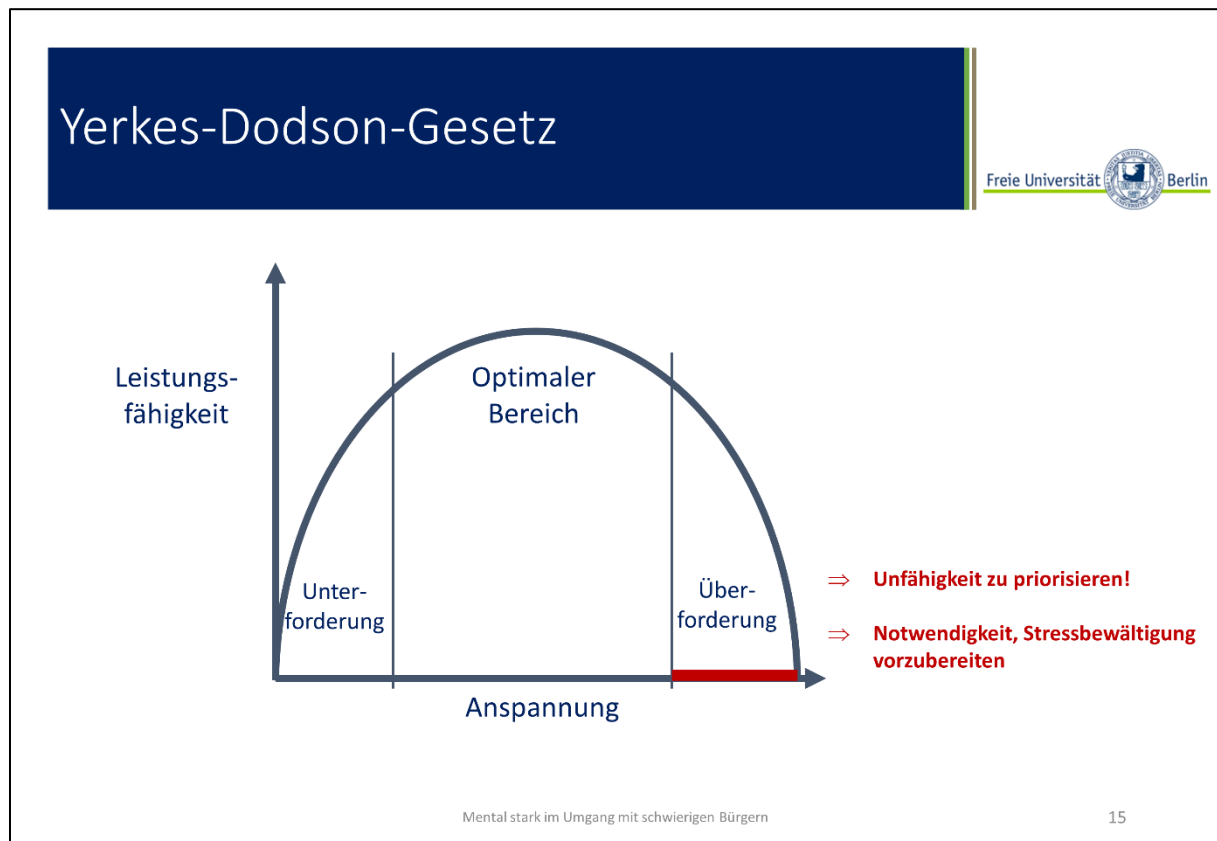 Yerkes-Dodson-Gesetz
Freie Universität Berlin
Leistungs-
fähigkeit
Optimaler
Bereich
Unter-
forderung
Über-
forderung
⇒ Unfähigkeit zu priorisieren!
⇒ Notwendigkeit, Stressbewältigung
vorzubereiten
Anspannung
Mental stark im Umgang mit schwierigen Bürgern
15